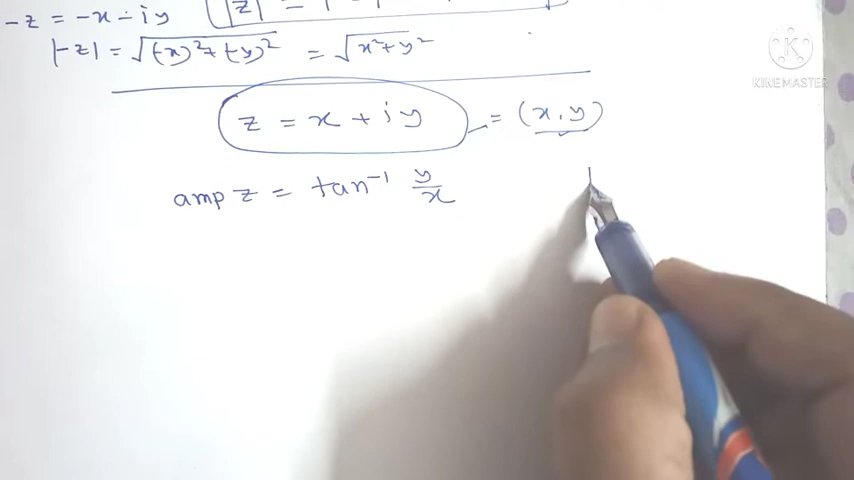 -z = -x - iy |z| =
|-z| = √(-x)²+(-y)² = √x²+y²
z = x + iy = (x, y)
amp z = tan⁻¹ y/x
K
KINEMASTER